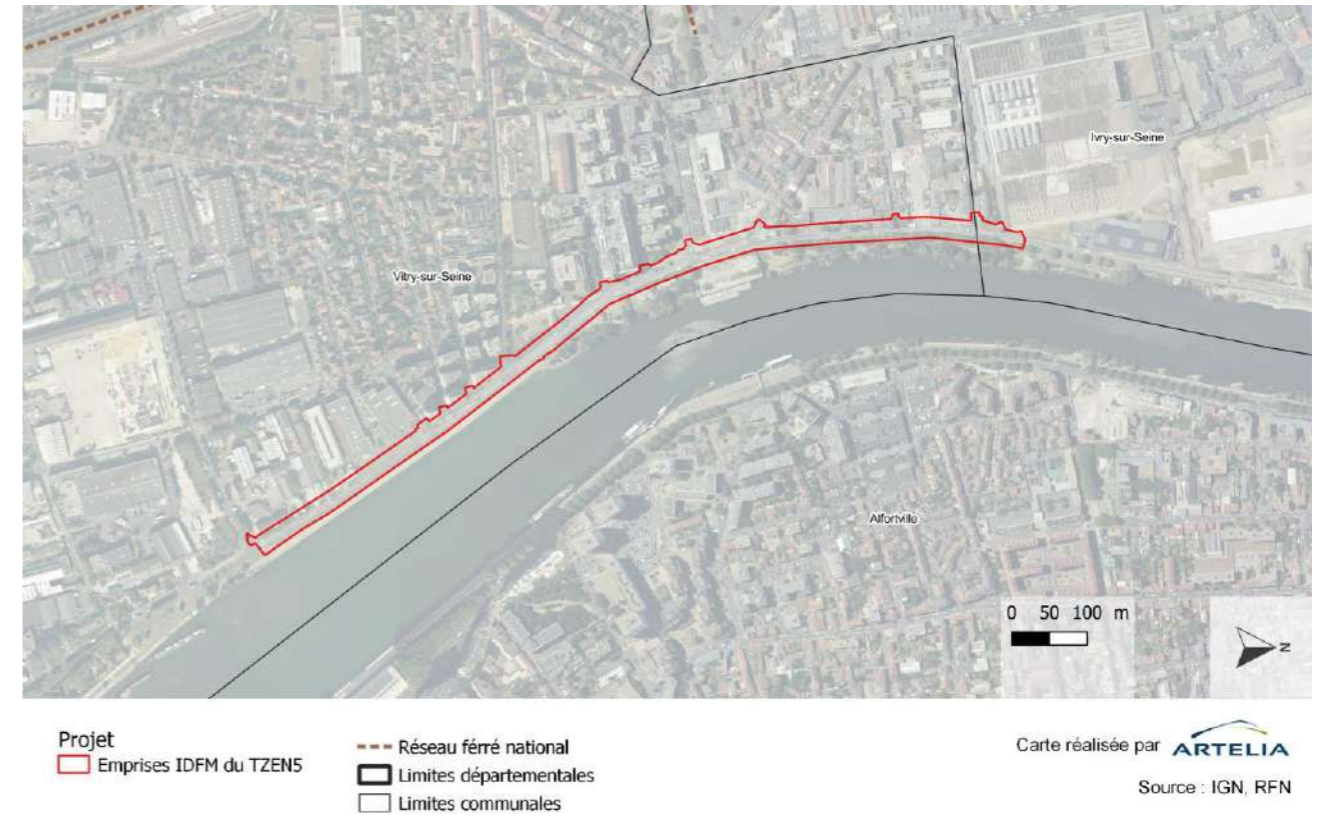 Ivry-sur-Seine
Vitry-sur-Seine
Alfortville
0 50 100 m
N
Projet
Emprises IDFM du TZEN5
Réseau férré national
Limites départementales
Limites communales
Carte réalisée par ARTELIA
Source : IGN, RFN